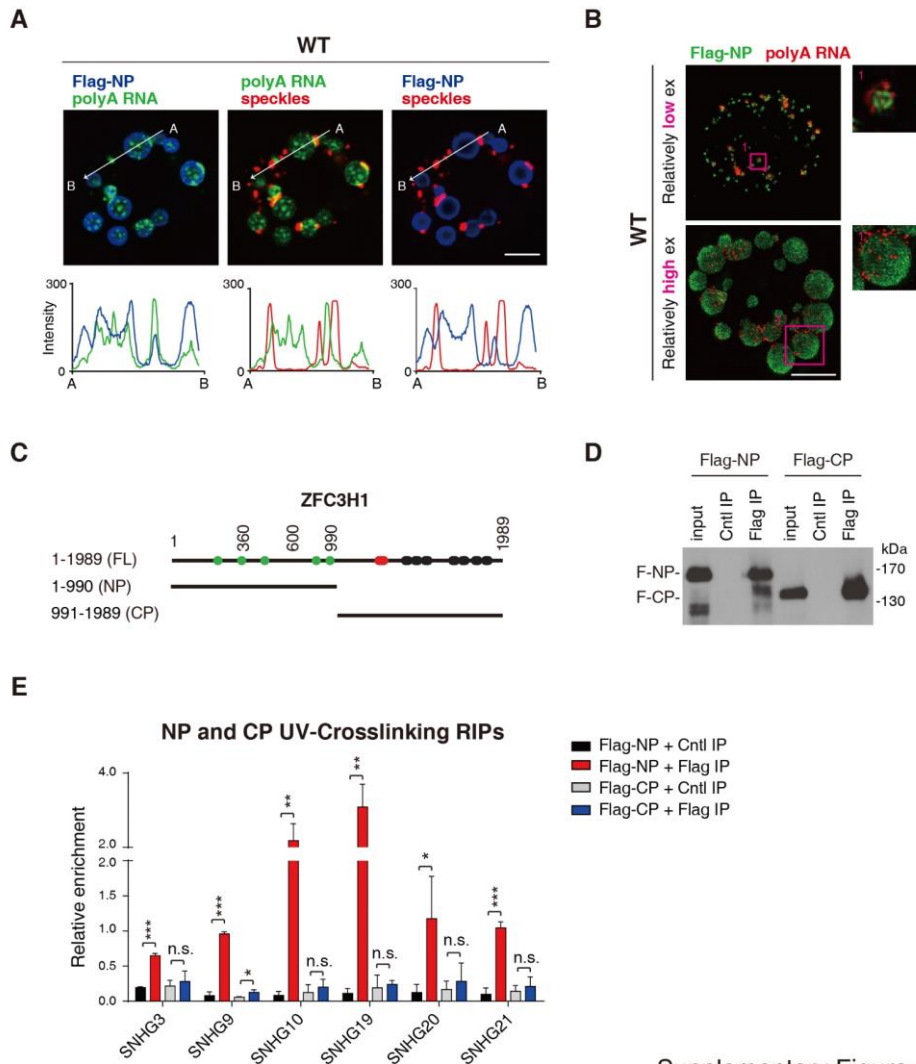 A
WT
Flag-NP
polyA RNA
polyA RNA
speckles
Flag-NP
speckles
A
B
A
B
A
B
300
Intensity
0
A
B
300
0
A
B
300
0
A
B
B
Flag-NP polyA RNA
WT
Relatively low ex
1
1
Relatively high ex
1
C
ZFC3H1
1
360
600
990
1989
1-1989 (FL)
1-990 (NP)
991-1989 (CP)
D
Flag-NP
Flag-CP
input
Cntl IP
Flag IP
input
Cntl IP
Flag IP
kDa
F-NP-
-170
F-CP-
-130
E
NP and CP UV-Crosslinking RIPs
Flag-NP + Cntl IP
Flag-NP + Flag IP
Flag-CP + Cntl IP
Flag-CP + Flag IP
Relative enrichment
4.0
2.0
2.0
1.5
1.0
0.5
0.0
***
n.s.
***
*
**
n.s.
**
n.s.
*
n.s.
***
n.s.
SNHG3
SNHG9
SNHG10
SNHG19
SNHG20
SNHG21